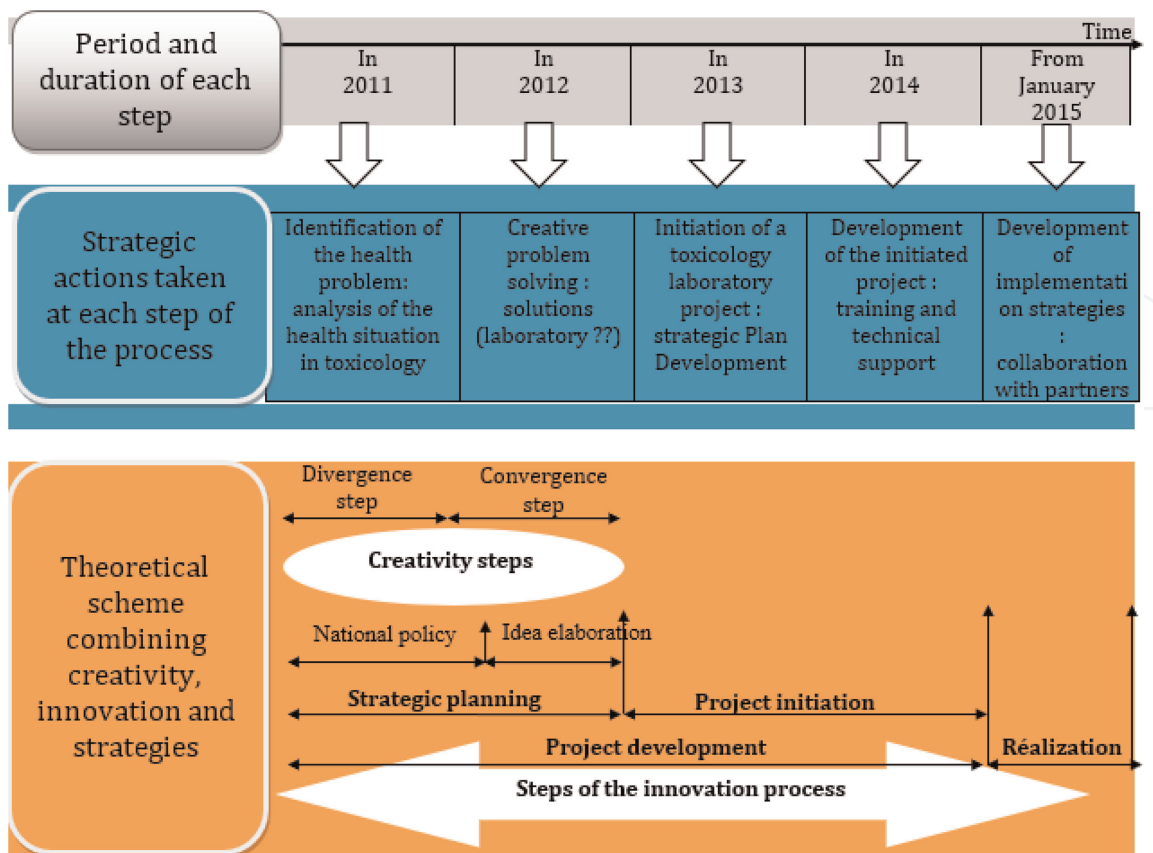 Period and
duration of each
step
Time
In
2011
In
2012
In
2013
In
2014
From
January
2015
Strategic
actions taken
at each step of
the process
Identification of
the health
problem:
analysis of the
health situation
in toxicology
Creative
problem
solving :
solutions
(laboratory ??)
Initiation of a
toxicology
laboratory
project :
strategic Plan
Development
Development
of the initiated
project :
training and
technical
support
Development
of
implementati
on strategies
:
collaboration
with partners
Theoretical
scheme
combining
creativity,
innovation and
strategies
Divergence
step
Convergence
step
Creativity steps
National policy
Idea elaboration
Strategic planning
Project initiation
Project development
Réalization
Steps of the innovation process